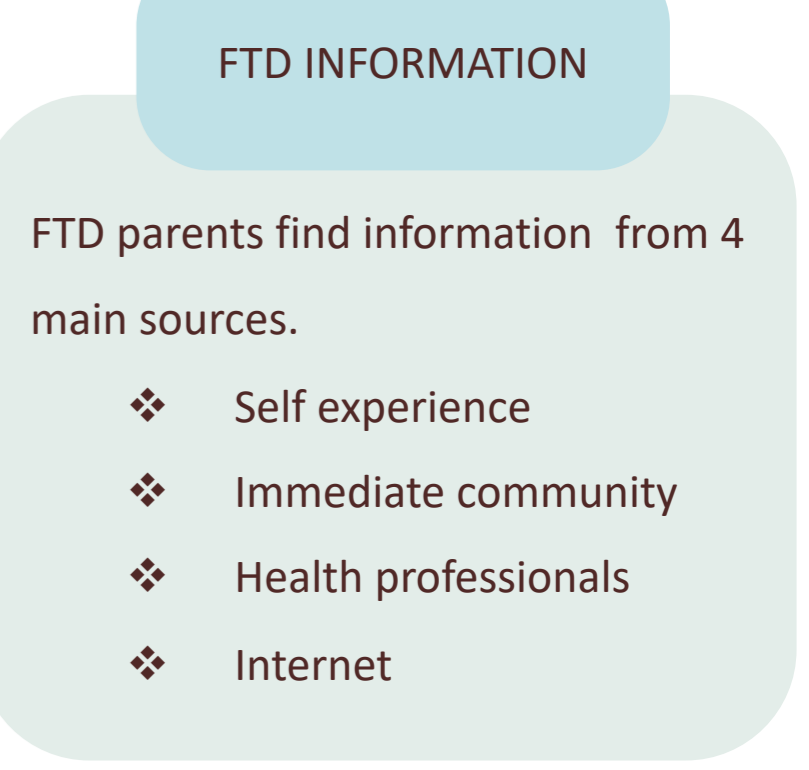 FTD INFORMATION
FTD parents find information  from 4
main sources.
❖ Self experience
❖ Immediate community
❖ Health professionals
❖ Internet